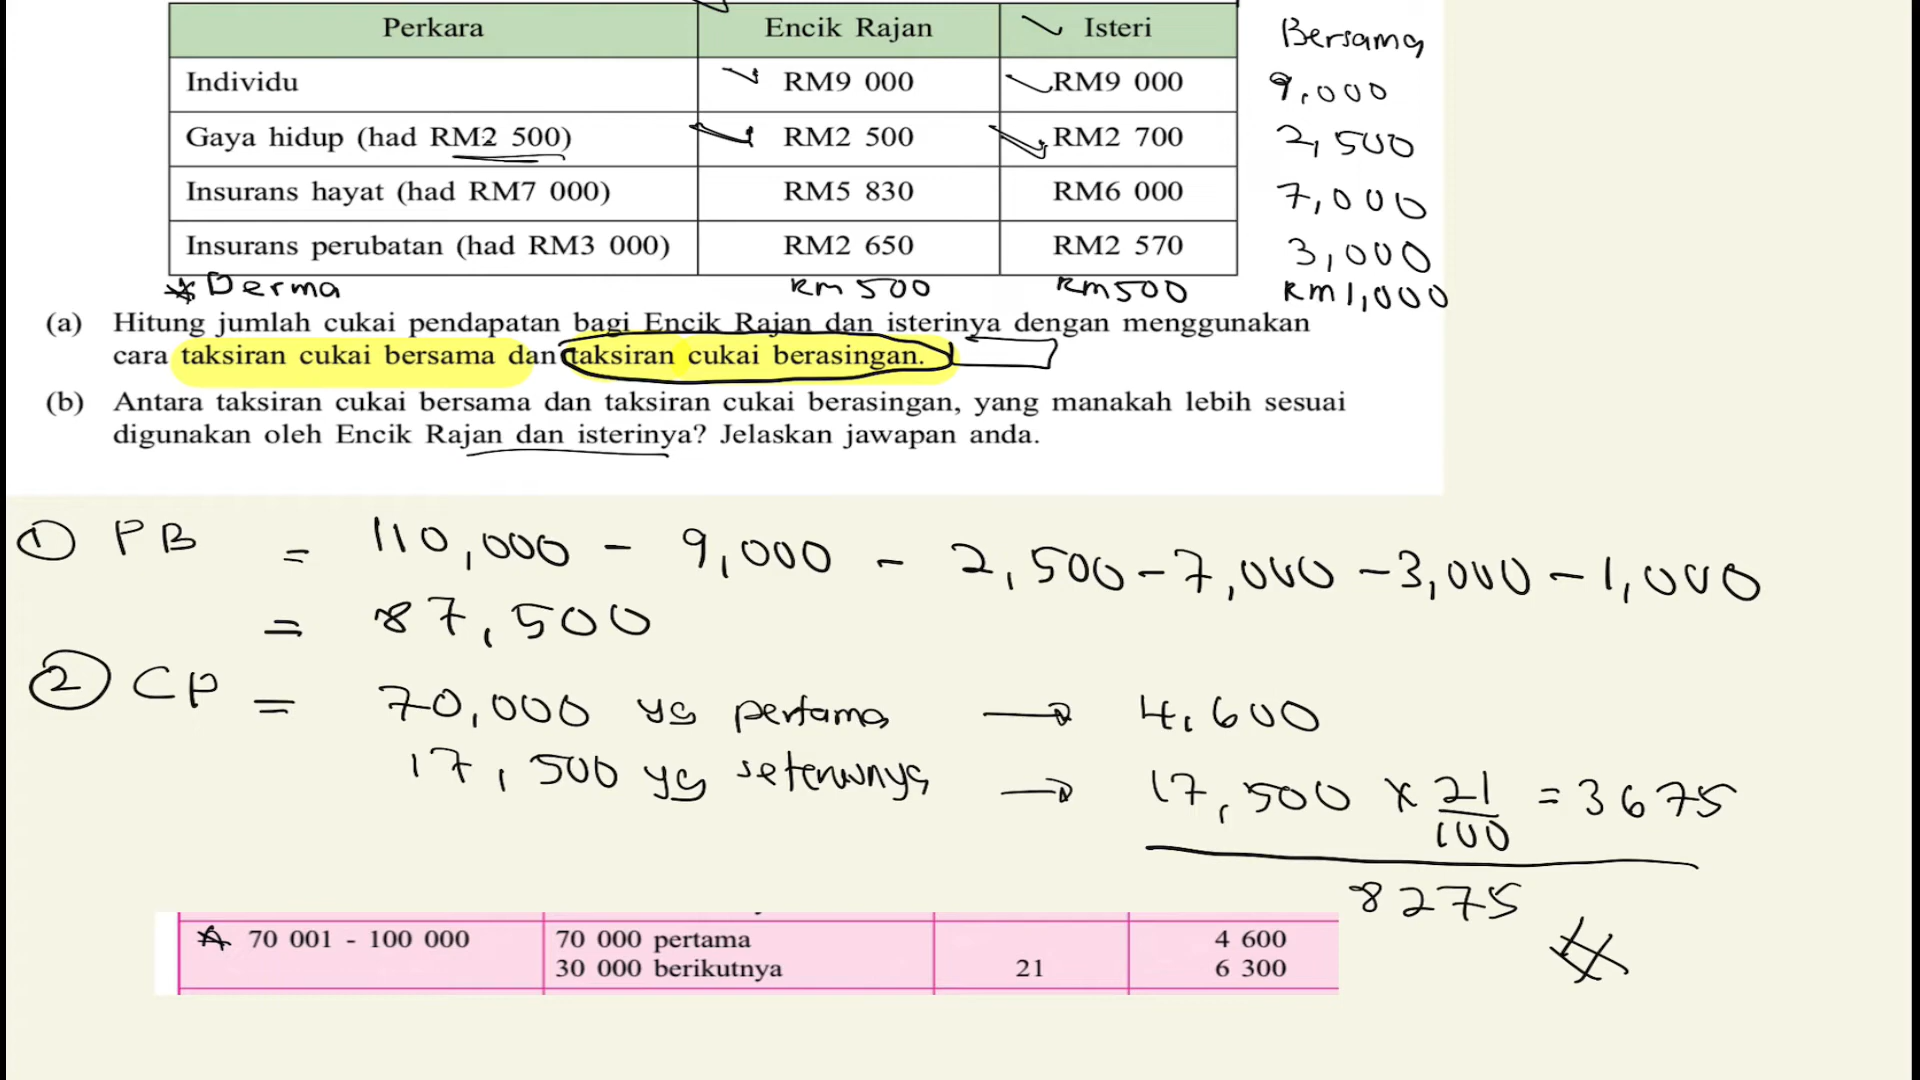 Perkara Encik Rajan Isteri Bersama
Individu RM9 000 RM9 000 9,000
Gaya hidup (had RM2 500) RM2 500 RM2 700 2,500
Insurans hayat (had RM7 000) RM5 830 RM6 000 7,000
Insurans perubatan (had RM3 000) RM2 650 RM2 570 3,000
* Derma RM 500 RM500 RM1,000
(a) Hitung jumlah cukai pendapatan bagi Encik Rajan dan isterinya dengan menggunakan
cara taksiran cukai bersama dan taksiran cukai berasingan.
(b) Antara taksiran cukai bersama dan taksiran cukai berasingan, yang manakah lebih sesuai
digunakan oleh Encik Rajan dan isterinya? Jelaskan jawapan anda.
① PB = 110,000 - 9,000 - 2,500 - 7,000 - 3,000 - 1,000
= 87,500
② CP = 70,000 yg pertama → 4,600
17,500 yg seterusnya → 17,500 × 21/100 = 3675
8275
70 001 - 100 000 70 000 pertama 4 600
30 000 berikutnya 21 6 300